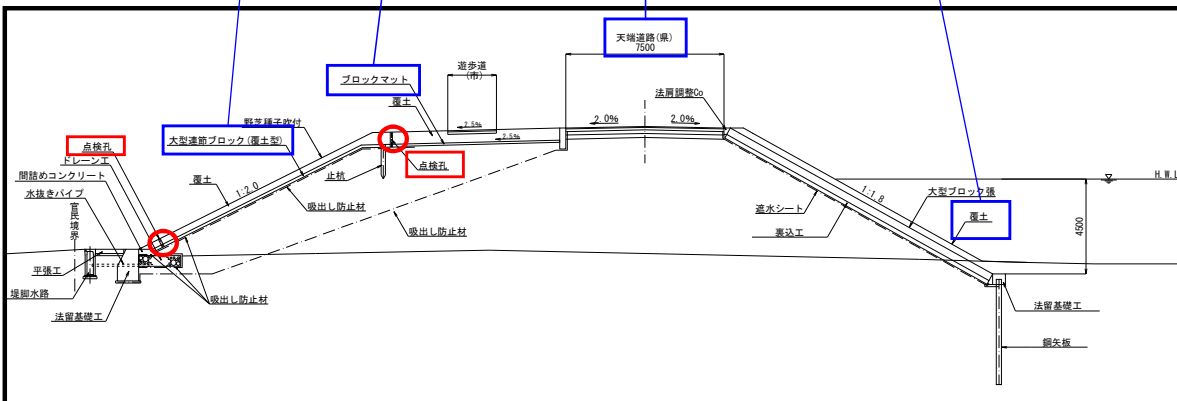 天端道路(県)
7500
遊歩道
(市)
ブロックマット
覆土
2.5%
2.5%
2.0%
2.0%
法肩調整Co
野芝種子吹付
大型連節ブロック(覆土型)
点検孔
点検孔
ドレーン工
間詰めコンクリート
水抜きパイプ
官民境界
覆土
1:2.0
止杭
吸出し防止材
吸出し防止材
吸出し防止材
平張工
堤脚水路
法留基礎工
H.W.L
1:1.8
大型ブロック張
遮水シート
裏込工
覆土
4500
法留基礎工
鋼矢板